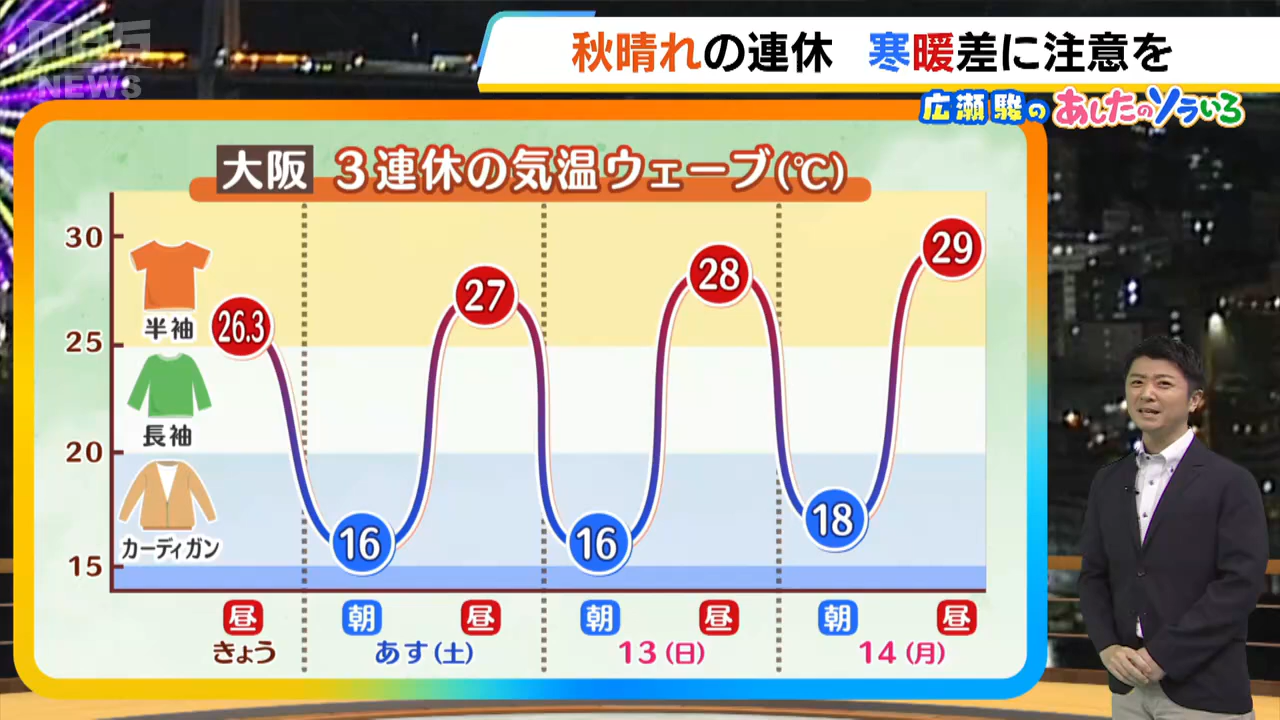 MBS
NEWS
秋晴れの連休 寒暖差に注意を
広瀬駿のあしたのソラいろ
大阪 3連休の気温ウェーブ(℃)
30
25
20
15
半袖
長袖
カーディガン
26.3
16
27
16
28
18
29
昼 朝 昼 朝 昼 朝 昼
きょう あす(土) 13(日) 14(月)